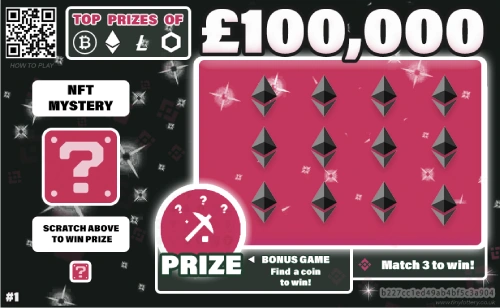 TOP PRIZES OF
£100,000
HOW TO PLAY
NFT
MYSTERY
?
SCRATCH ABOVE
TO WIN PRIZE
?
? ? ?
PRIZE
BONUS GAME
Find a coin
to win!
Match 3 to win!
#1